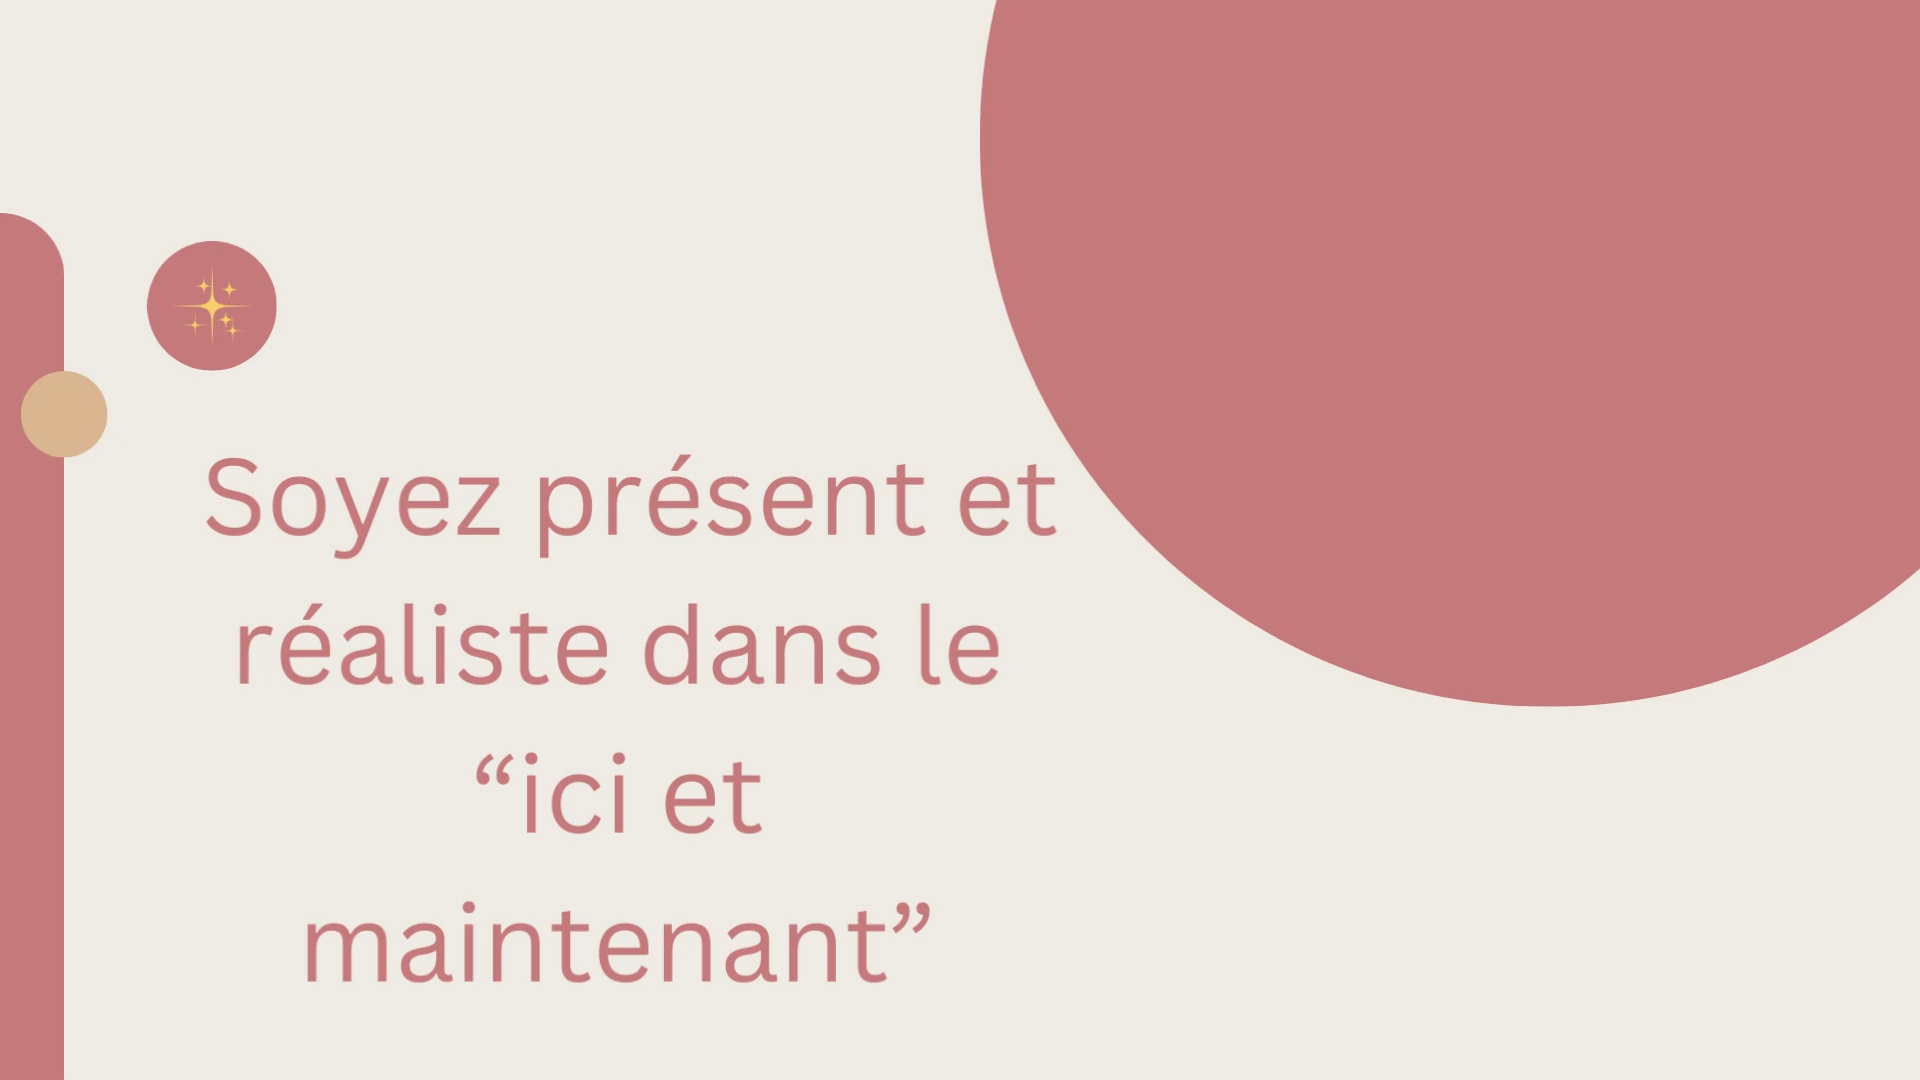 Soyez présent et
réaliste dans le
“ici et
maintenant”